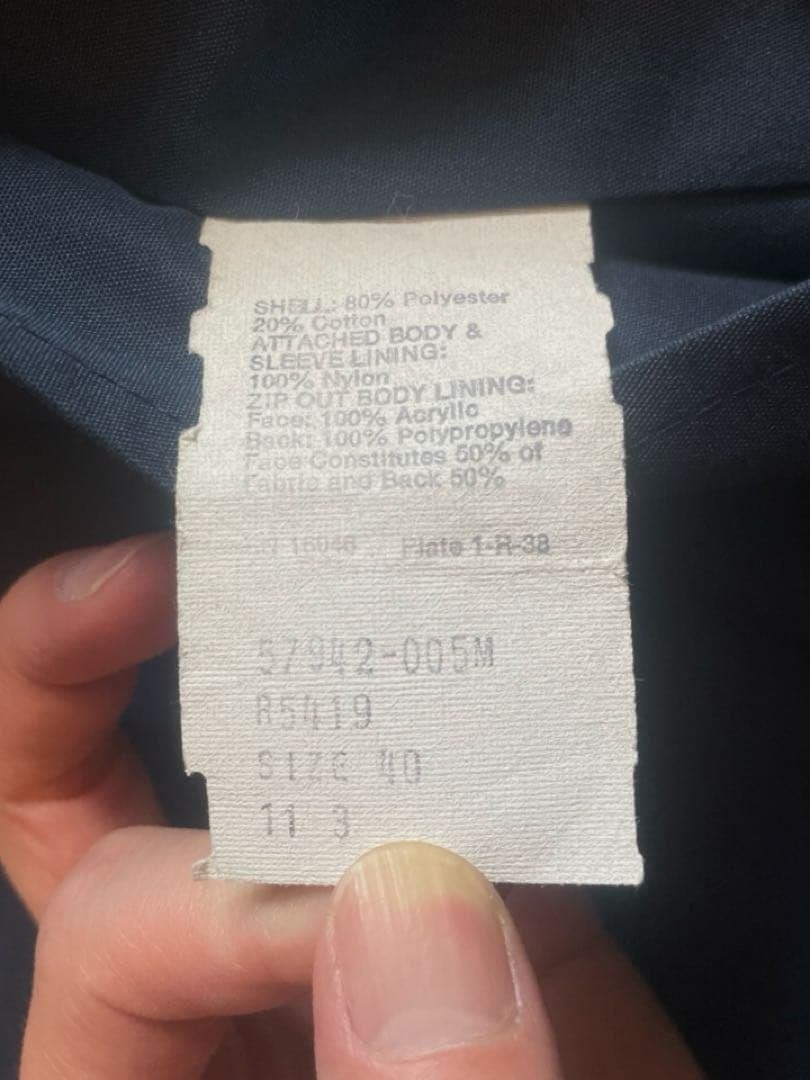 SHELL: 80% Polyester
20% Cotton
ATTACHED BODY &
SLEEVE LINING:
100% Nylon
ZIP OUT BODY LINING:
Face: 100% Acrylic
Back: 100% Polypropylene
Face Constitutes 50% of
Fabric and Back 50%
16046 Plate 1-R-38
57942-005M
R5419
SIZE 40
11 3